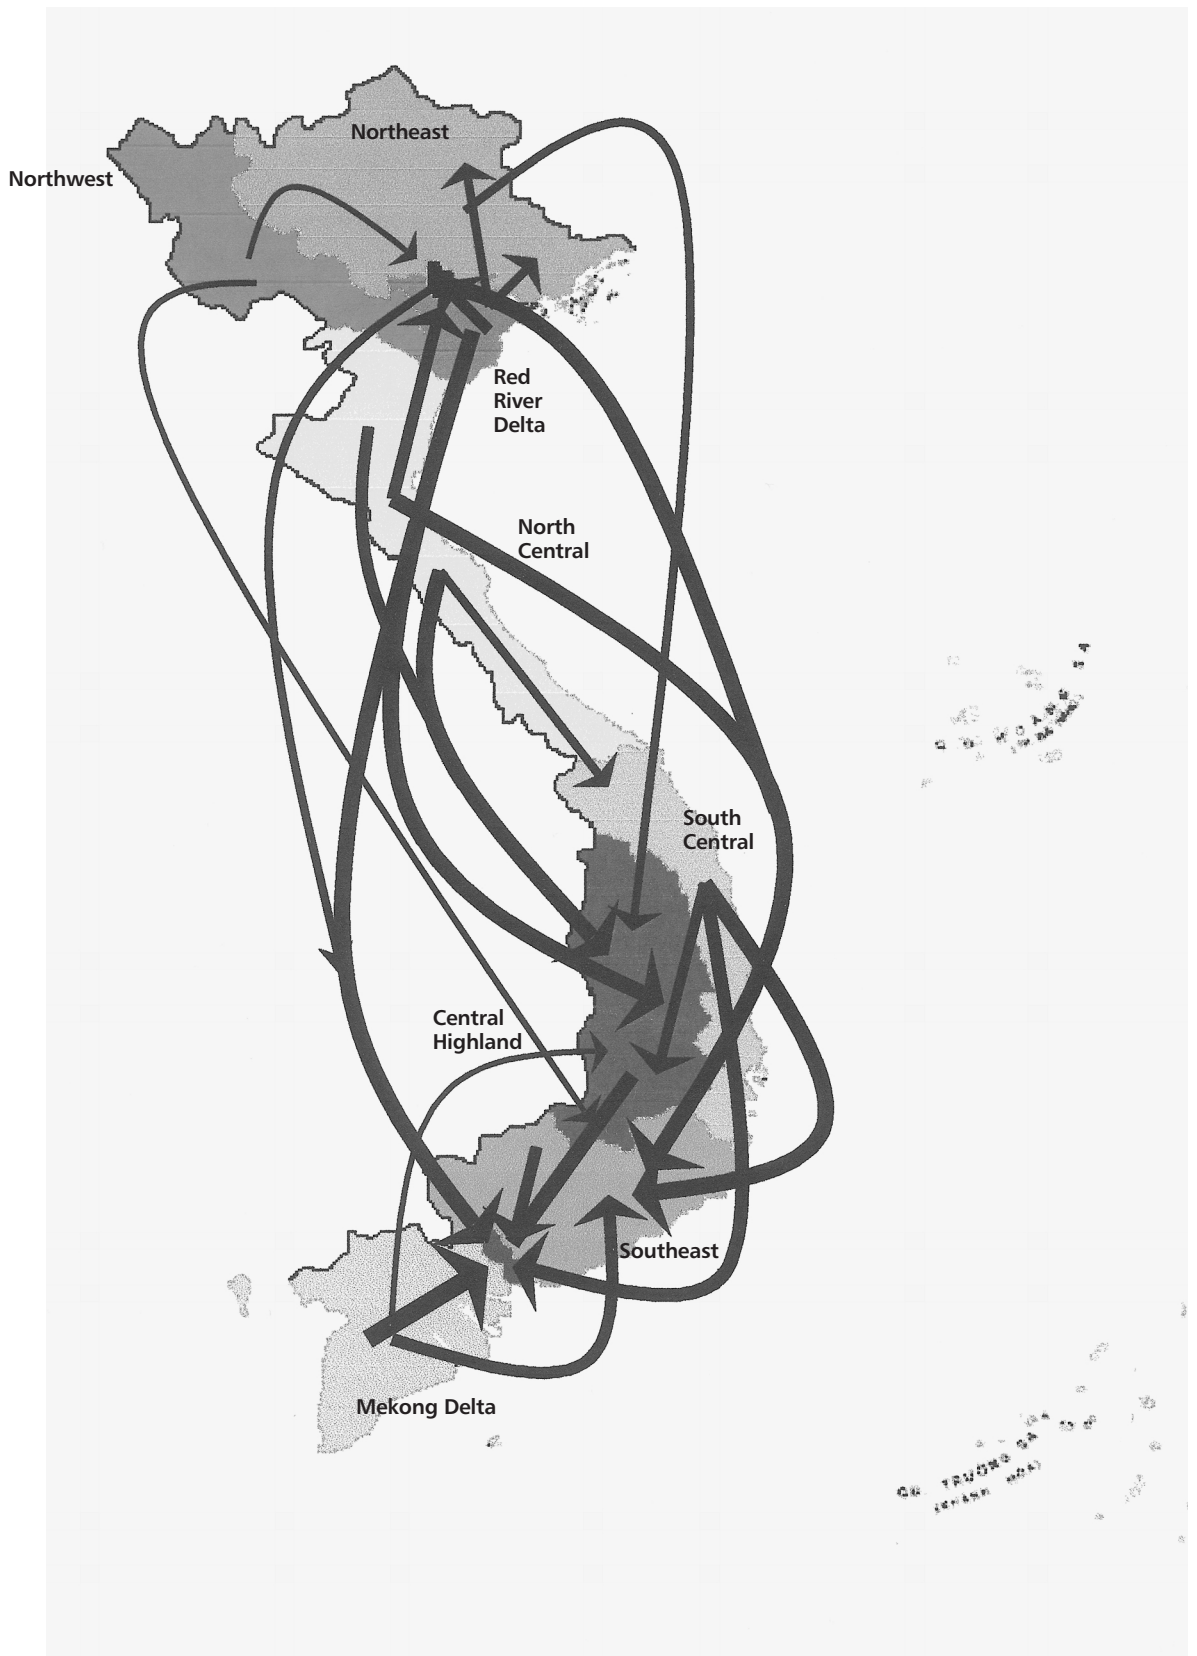 Northeast
Northwest
Red
River
Delta
North
Central
South
Central
Central
Highland
Southeast
Mekong Delta